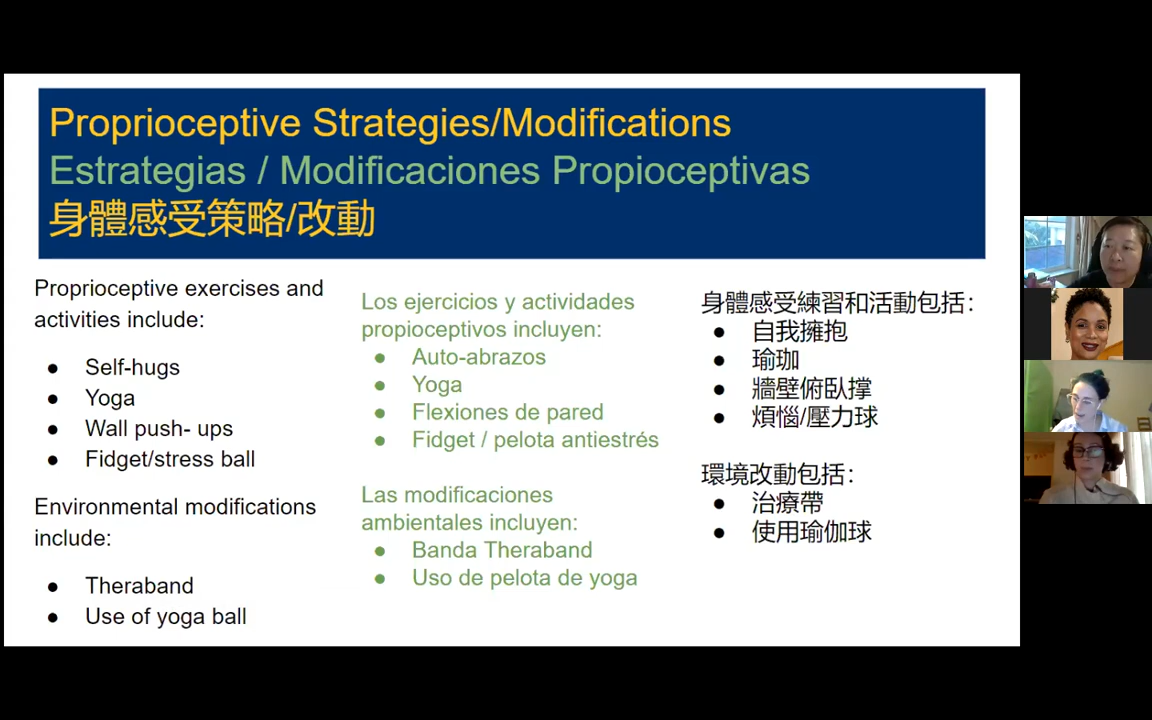 Proprioceptive Strategies/Modifications
Estrategias / Modificaciones Propioceptivas
身體感受策略/改動
Proprioceptive exercises and
activities include:
● Self-hugs
● Yoga
● Wall push- ups
● Fidget/stress ball
Environmental modifications
include:
● Theraband
● Use of yoga ball
Los ejercicios y actividades
propioceptivos incluyen:
● Auto-abrazos
● Yoga
● Flexiones de pared
● Fidget / pelota antiestrés
Las modificaciones
ambientales incluyen:
● Banda Theraband
● Uso de pelota de yoga
身體感受練習和活動包括：
● 自我擁抱
● 瑜珈
● 牆壁俯臥撐
● 煩惱/壓力球
環境改動包括：
● 治療帶
● 使用瑜伽球